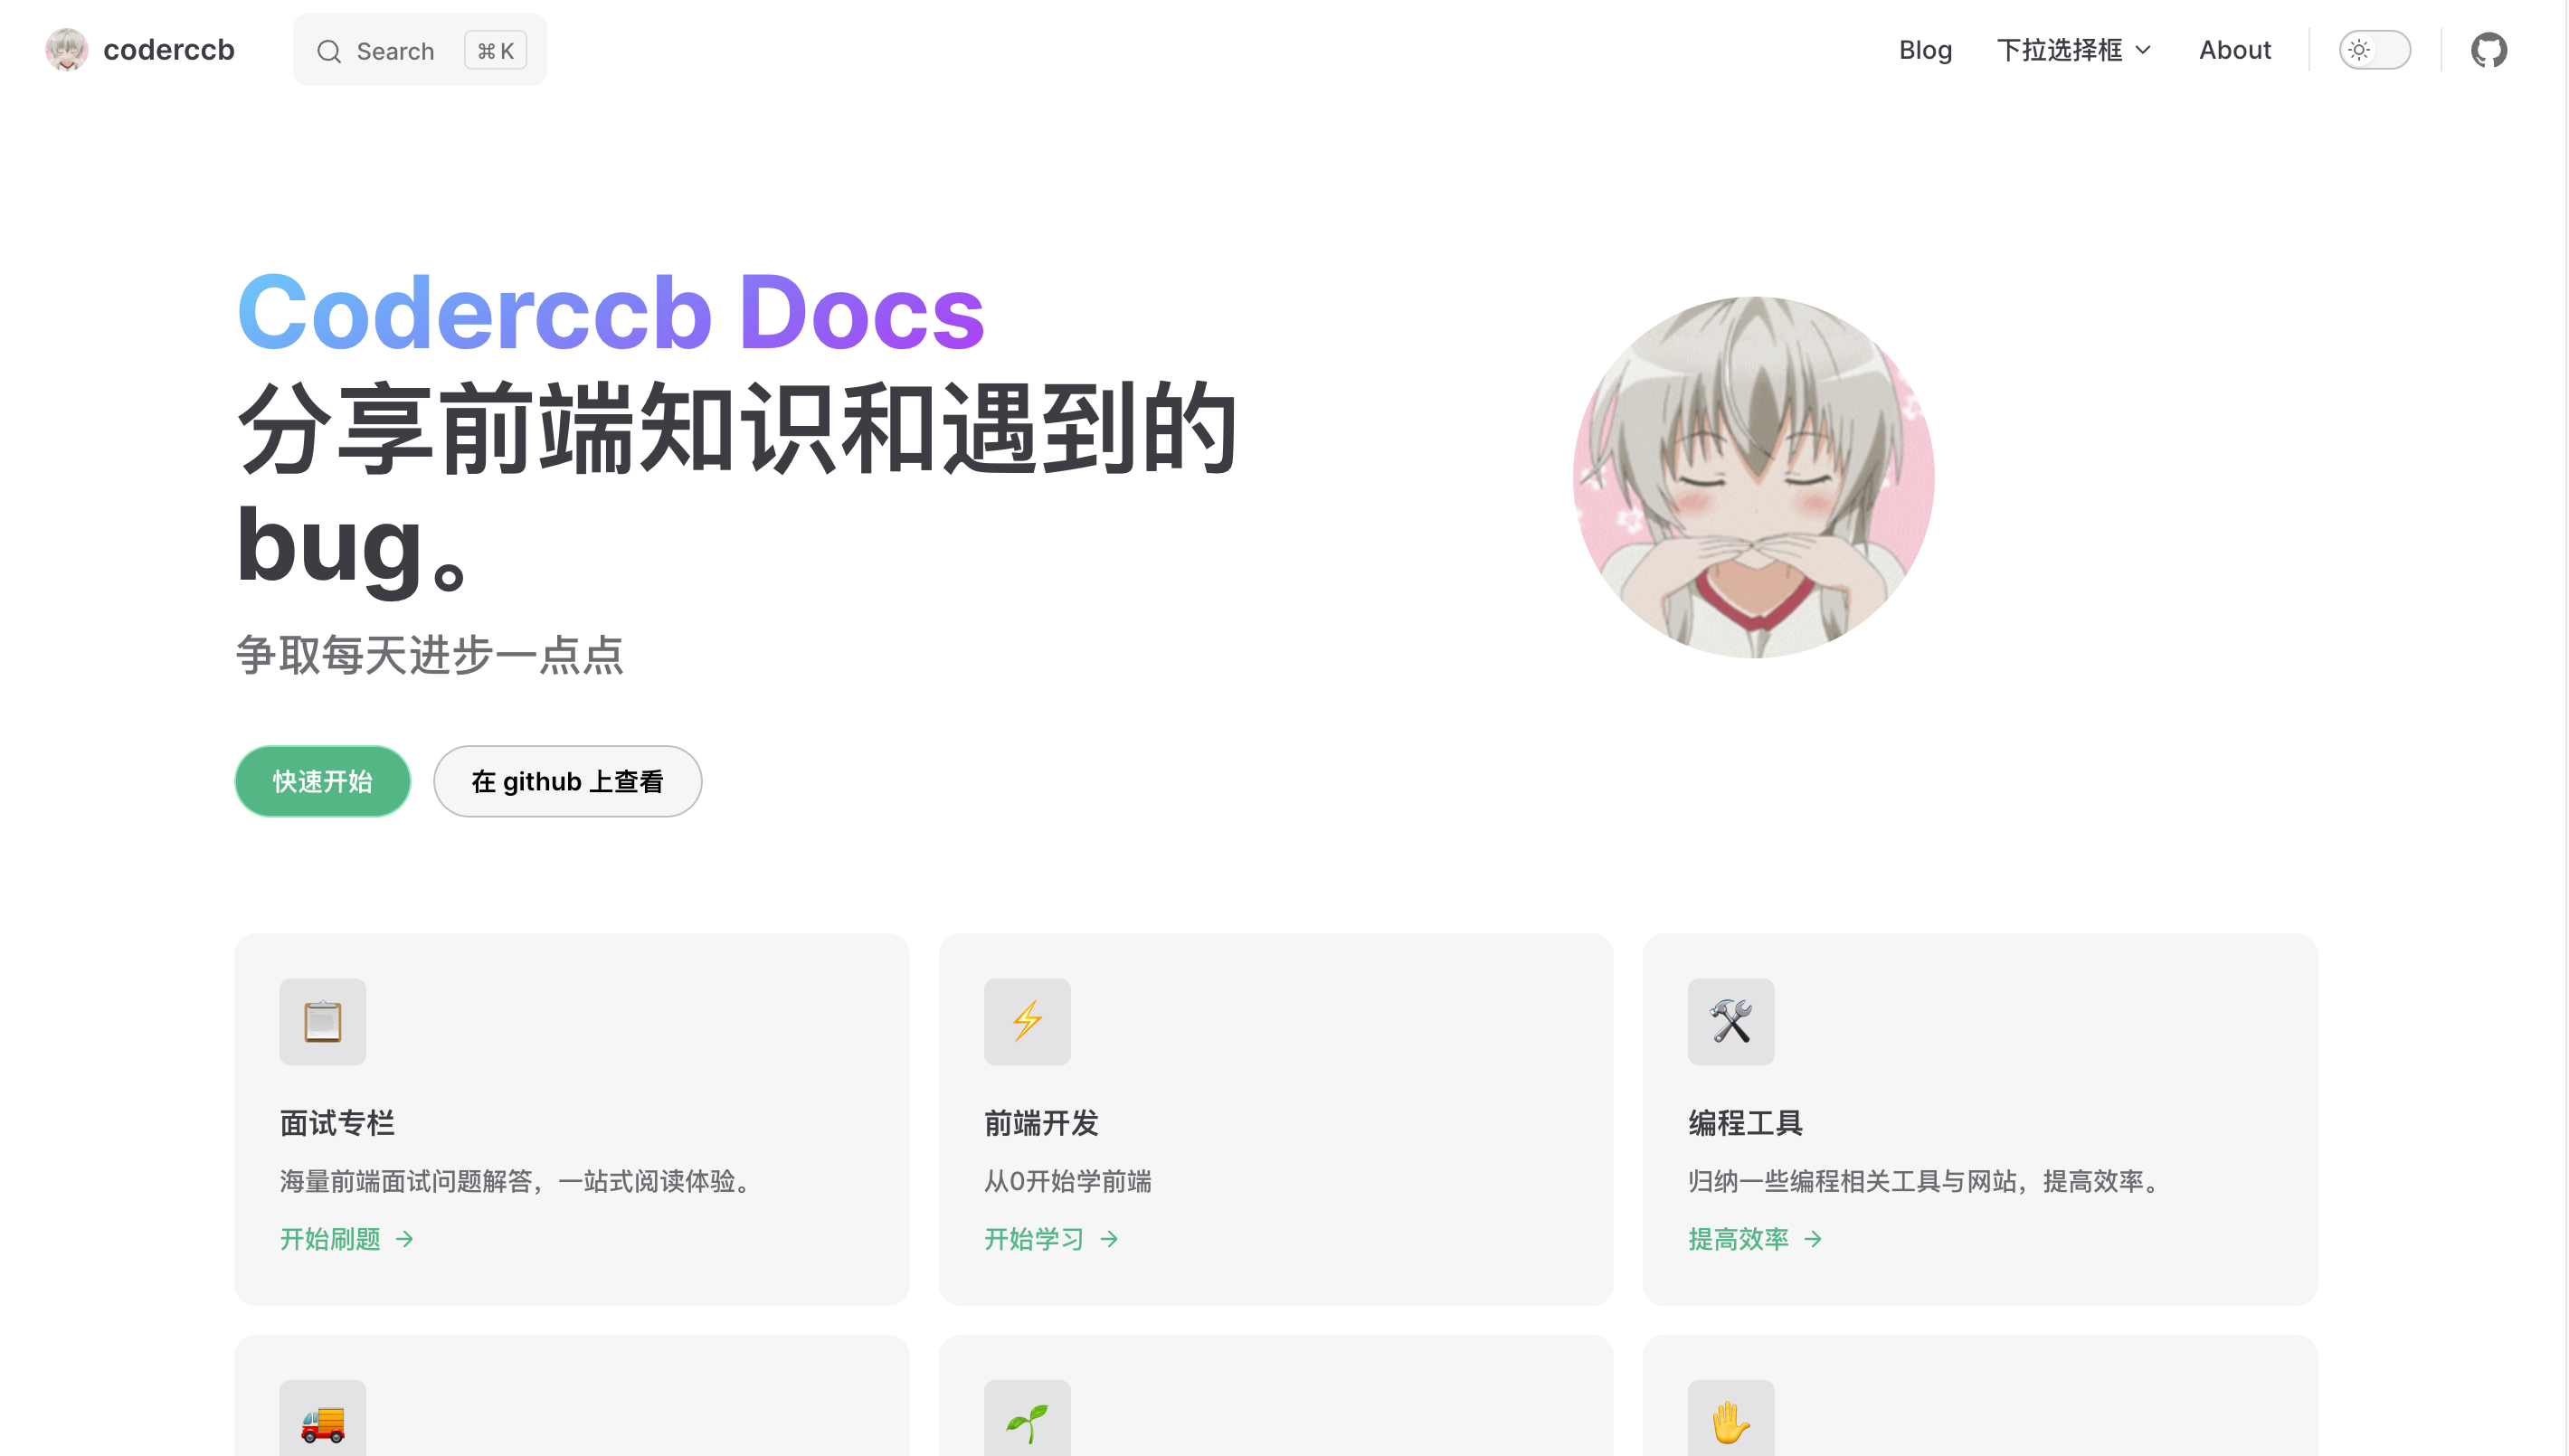 coderccb
Search ⌘ K
Blog 下拉选择框 About
Coderccb Docs
分享前端知识和遇到的
bug。
争取每天进步一点点
快速开始
在 github 上查看
面试专栏
海量前端面试问题解答，一站式阅读体验。
开始刷题 →
前端开发
从0开始学前端
开始学习 →
编程工具
归纳一些编程相关工具与网站，提高效率。
提高效率 →